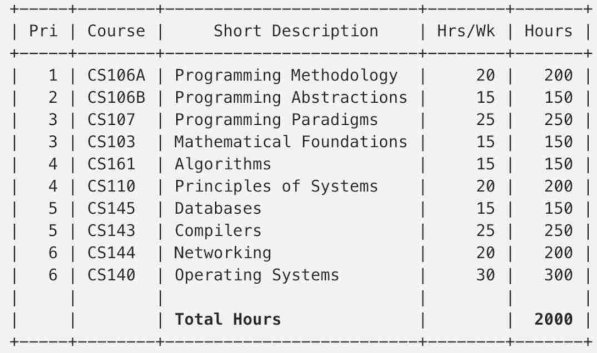 +-----+--------+--------------------------+--------+-------+
| Pri | Course |     Short Description    | Hrs/Wk | Hours |
+-----+--------+--------------------------+--------+-------+
|   1 | CS106A | Programming Methodology  |     20 |   200 |
|   2 | CS106B | Programming Abstractions |     15 |   150 |
|   3 | CS107  | Programming Paradigms    |     25 |   250 |
|   3 | CS103  | Mathematical Foundations |     15 |   150 |
|   4 | CS161  | Algorithms               |     15 |   150 |
|   4 | CS110  | Principles of Systems    |     20 |   200 |
|   5 | CS145  | Databases                |     15 |   150 |
|   5 | CS143  | Compilers                |     25 |   250 |
|   6 | CS144  | Networking               |     20 |   200 |
|   6 | CS140  | Operating Systems        |     30 |   300 |
|     |        |                          |        |       |
|     |        | Total Hours              |        |  2000 |
+-----+--------+--------------------------+--------+-------+